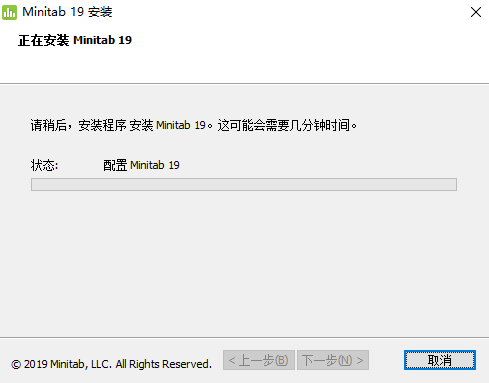 Minitab 19 安装
正在安装 Minitab 19
请稍后，安装程序 安装 Minitab 19。这可能会需要几分钟时间。
状态: 配置 Minitab 19
© 2019 Minitab, LLC. All Rights Reserved. < 上一步(B) 下一步(N) > 取消